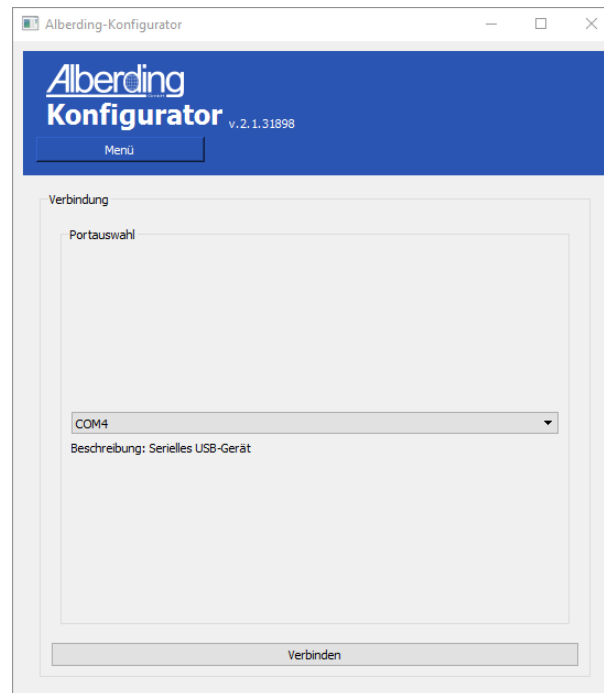 Alberding-Konfigurator
Alberding
Konfigurator v.2.1.31898
Menü
Verbindung
Portauswahl
COM4
Beschreibung: Serielles USB-Gerät
Verbinden